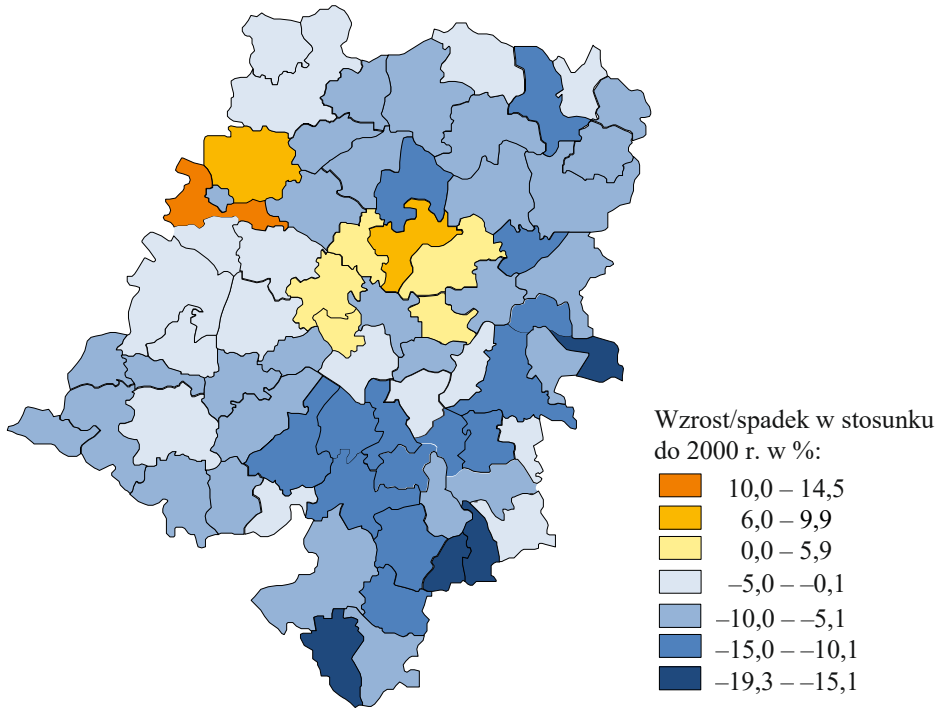 Wzrost/spadek w stosunku
do 2000 r. w %:
10,0 – 14,5
6,0 – 9,9
0,0 – 5,9
–5,0 – –0,1
–10,0 – –5,1
–15,0 – –10,1
–19,3 – –15,1